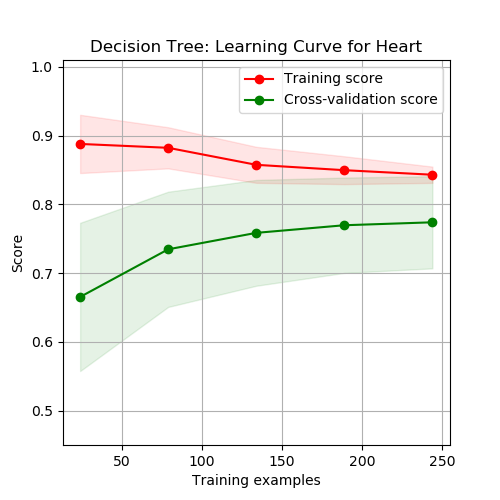 Decision Tree: Learning Curve for Heart
Training score
Cross-validation score
Score
1.0
0.9
0.8
0.7
0.6
0.5
50 100 150 200 250
Training examples